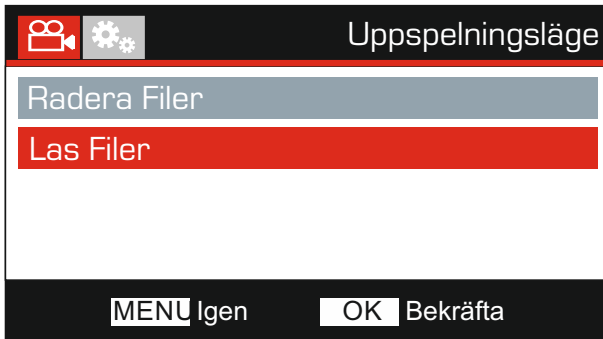 Uppspelningsläge
Radera Filer
Las Filer
MENU Igen OK Bekräfta